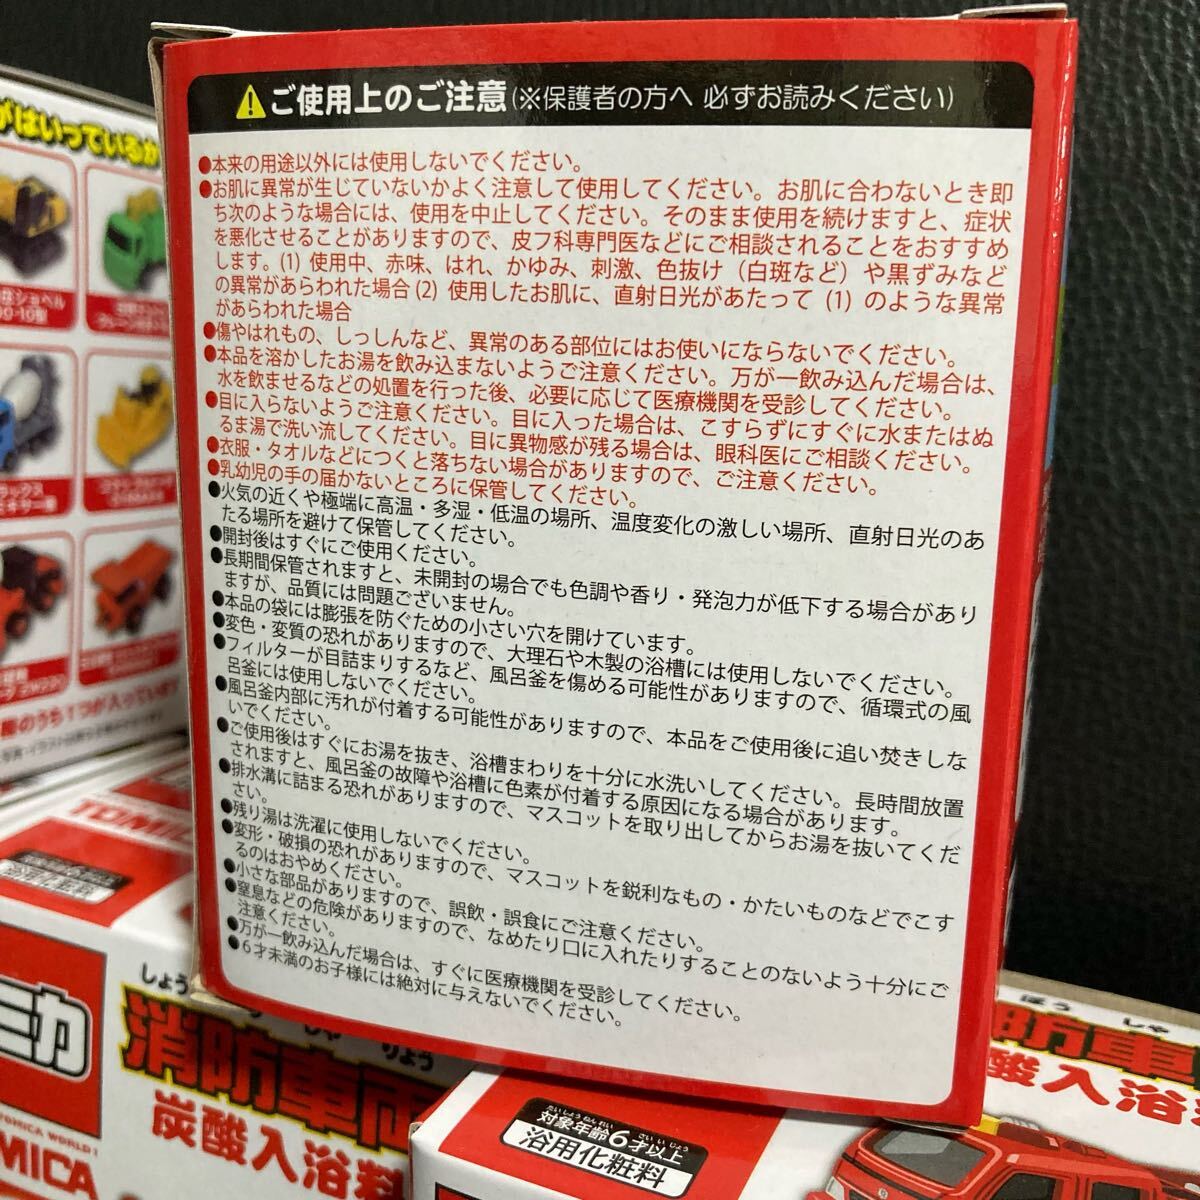 ⚠ご使用上のご注意(※保護者の方へ 必ずお読みください)
●本来の用途以外には使用しないでください。
●お肌に異常が生じていないかよく注意して使用してください。お肌に合わないとき即
ち次のような場合には、使用を中止してください。そのまま使用を続けますと、症状
を悪化させることがありますので、皮フ科専門医などにご相談されることをおすすめ
します。(1) 使用中、赤味、はれ、かゆみ、刺激、色抜け（白斑など）や黒ずみなど
の異常があらわれた場合 (2) 使用したお肌に、直射日光があたって (1) のような異常
があらわれた場合
●傷やはれもの、しっしんなど、異常のある部位にはお使いにならないでください。
●本品を溶かしたお湯を飲み込まないようご注意ください。万が一飲み込んだ場合は、
水を飲ませるなどの処置を行った後、必要に応じて医療機関を受診してください。
●目に入らないようご注意ください。目に入った場合は、こすらずにすぐに水またはぬ
るま湯で洗い流してください。目に異物感が残る場合は、眼科医にご相談ください。
●衣服・タオルなどにつくと落ちない場合がありますので、ご注意ください。
●乳幼児の手の届かないところに保管してください。
●火気の近くや極端に高温・多湿・低温の場所、温度変化の激しい場所、直射日光のあ
たる場所を避けて保管してください。
●開封後はすぐにご使用ください。
●長期間保管されますと、未開封の場合でも色調や香り・発泡力が低下する場合があり
ますが、品質には問題ございません。
●本品の袋には膨張を防ぐための小さい穴を開けています。
●変色・変質の恐れがありますので、大理石や木製の浴槽には使用しないでください。
●フィルターが目詰まりするなど、風呂釜を傷める可能性がありますので、循環式の風
呂釜には使用しないでください。
●風呂釜内部に汚れが付着する可能性がありますので、本品をご使用後に追い焚きしな
いでください。
●ご使用後はすぐにお湯を抜き、浴槽まわりを十分に水洗いしてください。長時間放置
されますと、風呂釜の故障や浴槽に色素が付着する原因になる場合があります。
●排水溝に詰まる恐れがありますので、マスコットを取り出してからお湯を抜いてくだ
さい。
●残り湯は洗濯に使用しないでください。
●変形・破損の恐れがありますので、マスコットを鋭利なもの・かたいものなどでこす
るのはおやめください。
●小さな部品がありますので、誤飲・誤食にご注意ください。
●窒息などの危険がありますので、なめたり口に入れたりすることのないよう十分にご
注意ください。
●万が一飲み込んだ場合は、すぐに医療機関を受診してください。
●6才未満のお子様には絶対に与えないでください。
がはいっているか
TOMICA
しょう
しゃ りょう
消防車両
炭酸入浴料
ミカ
TOMICA WORLD
OMICA
たいしょうねんれい さい いじょう
対象年齢6才以上
浴用化粧料
ぼう しゃ
防車
酸入浴料